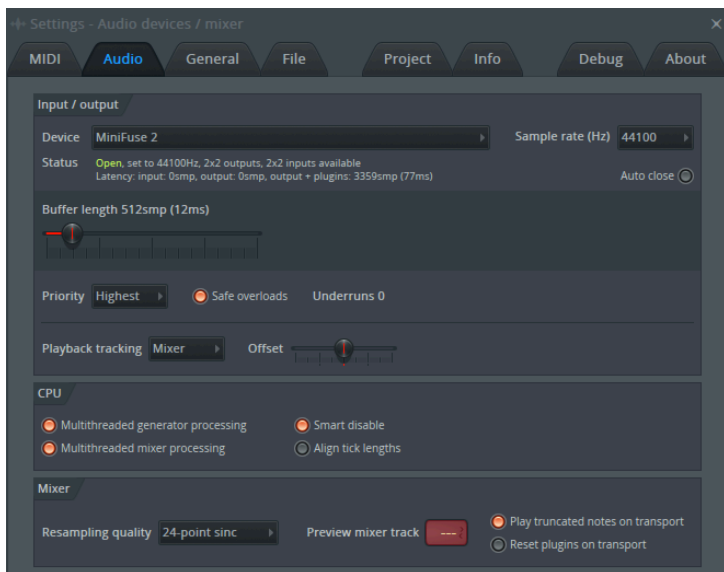 Settings - Audio devices / mixer
MIDI Audio General File Project Info Debug About
Input / output
Device MiniFuse 2 Sample rate (Hz) 44100
Status Open, set to 44100Hz, 2x2 outputs, 2x2 inputs available
Latency: input: 0smp, output: 0smp, output + plugins: 3359smp (77ms) Auto close
Buffer length 512smp (12ms)
Priority Highest Safe overloads Underruns 0
Playback tracking Mixer Offset
CPU
Multithreaded generator processing Smart disable
Multithreaded mixer processing Align tick lengths
Mixer
Resampling quality 24-point sinc Preview mixer track --- Play truncated notes on transport
Reset plugins on transport